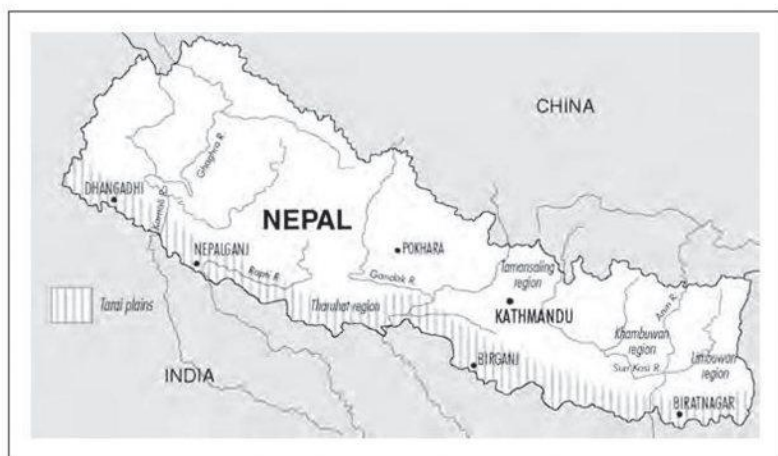 CHINA
Ghaghra R.
DHANGADHI
Karnali R.
NEPAL
NEPALGANJ
POKHARA
Tamansaling
region
Rapti R.
Gandak R.
Tarai plains
Tharuhat region
KATHMANDU
Arun R.
Khambuwan
region
Limbuwan
region
Sun Kosi R.
BIRGANJ
INDIA
BIRATNAGAR